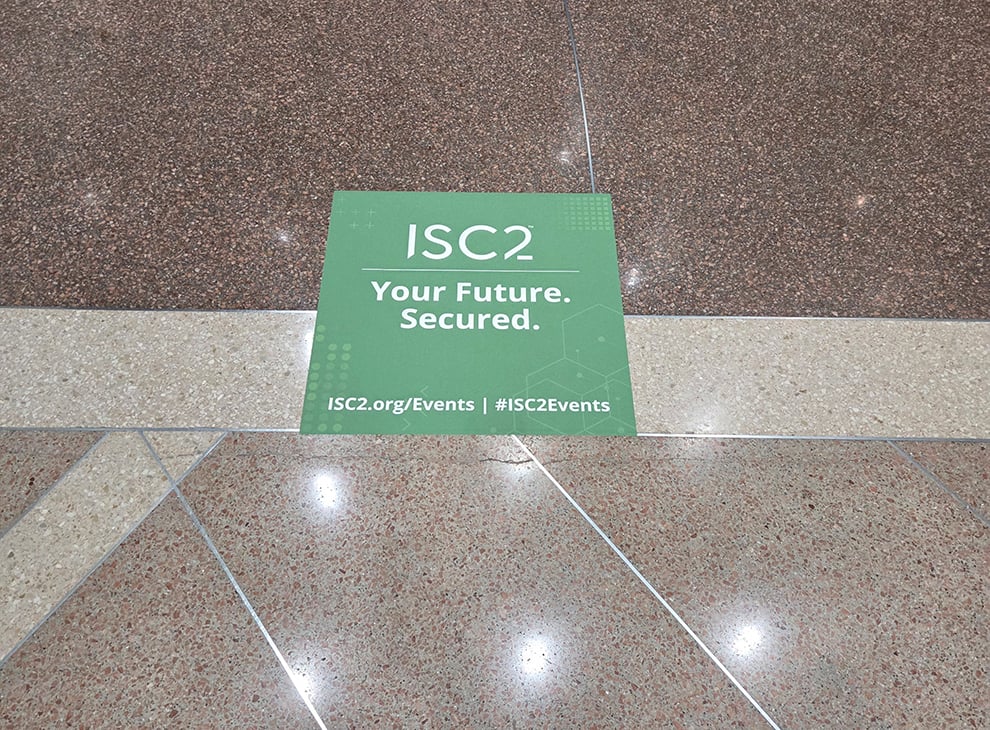 ISC2
Your Future.
Secured.
ISC2.org/Events | #ISC2Events